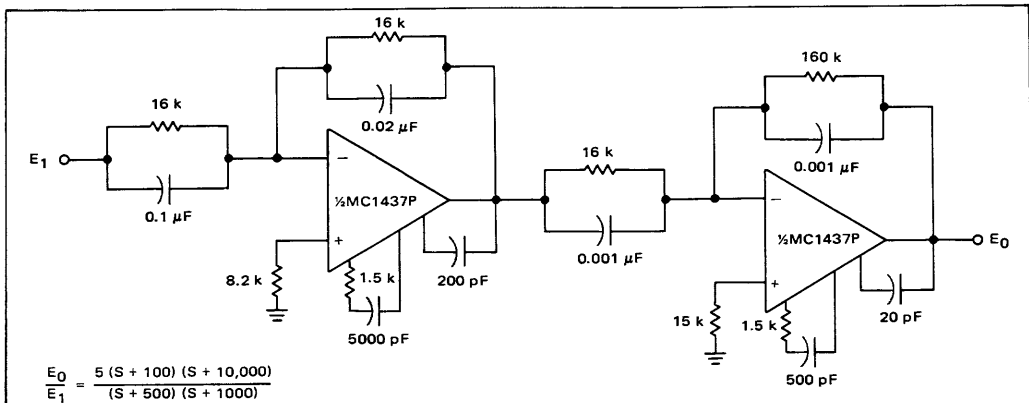 16 k
0.1 μF
E1
16 k
0.02 μF
−
½MC1437P
+
8.2 k
1.5 k
5000 pF
200 pF
16 k
0.001 μF
160 k
0.001 μF
−
½MC1437P
+
15 k
1.5 k
500 pF
20 pF
E0
E0/E1 = 5 (S + 100) (S + 10,000) / (S + 500) (S + 1000)